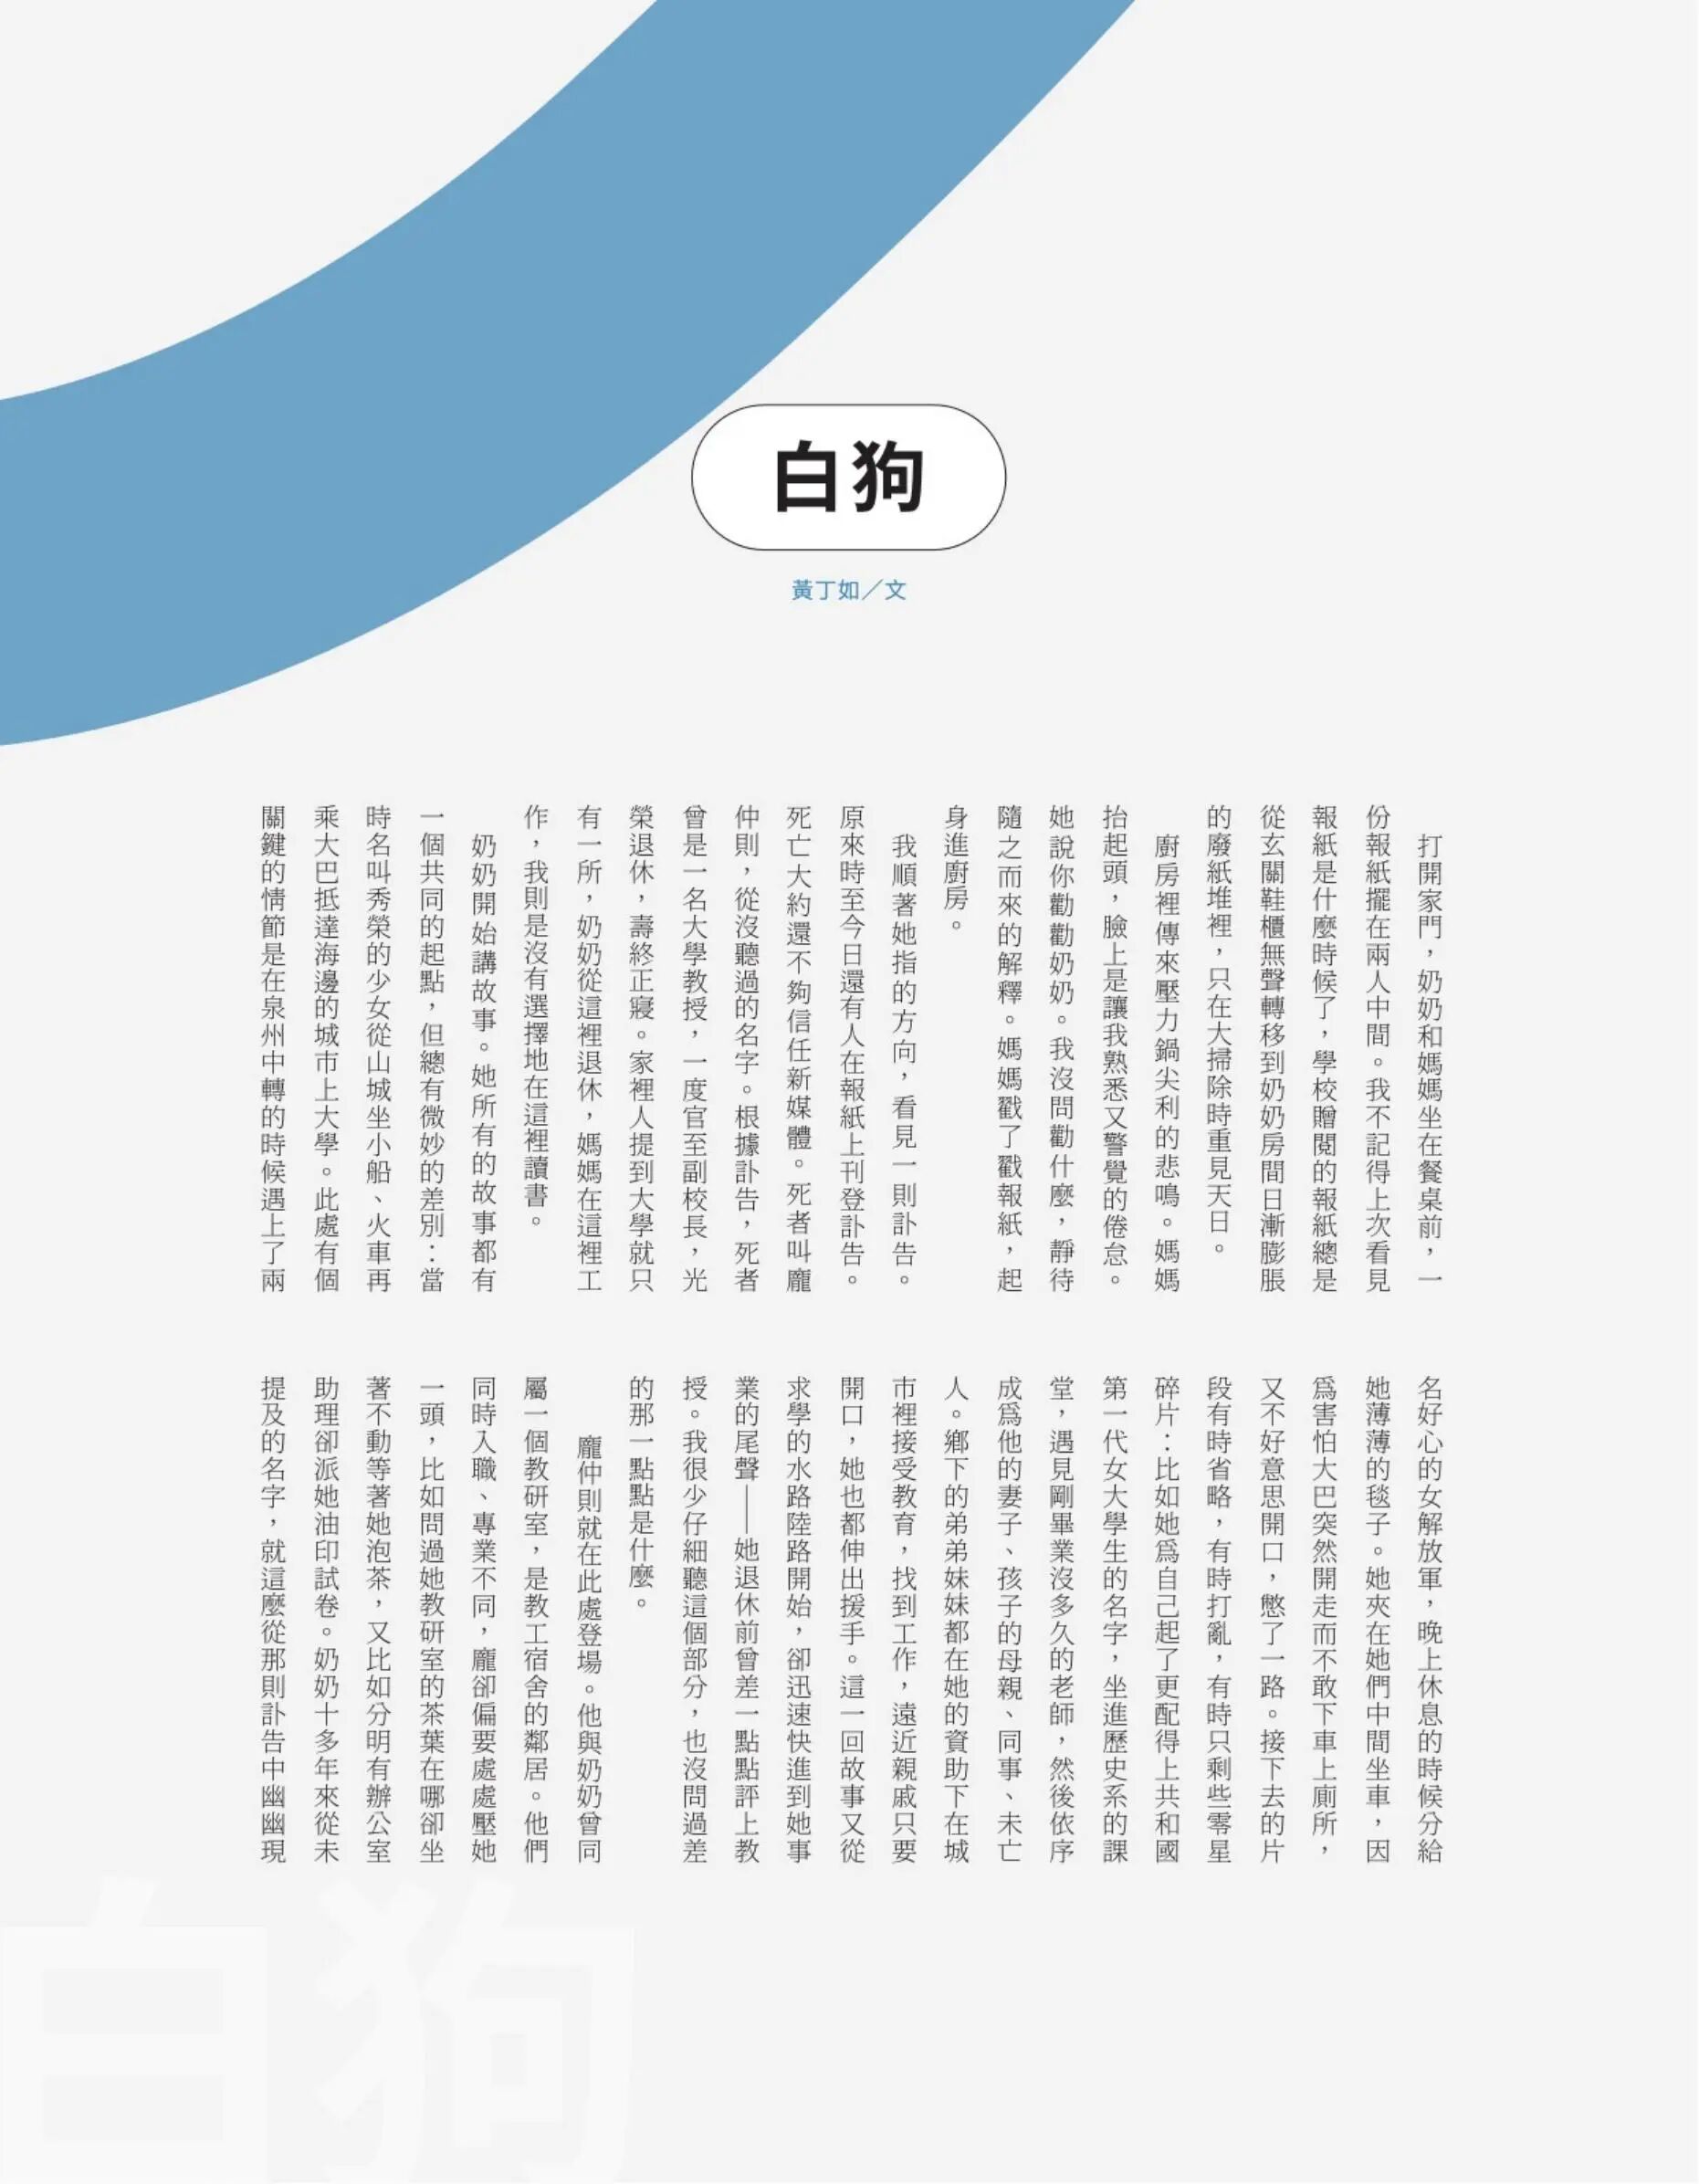 白狗
黃丁如／文
打開家門，奶奶和媽媽坐在餐桌前，一
份報紙擺在兩人中間。我不記得上次看見
報紙是什麼時候了，學校贈閱的報紙總是
從玄關鞋櫃無聲轉移到奶奶房間日漸膨脹
的廢紙堆裡，只在大掃除時重見天日。
廚房裡傳來壓力鍋尖利的悲鳴。媽媽
抬起頭，臉上是讓我熟悉又警覺的倦怠。
她說你勸勸奶奶。我沒問勸什麼，靜待
隨之而來的解釋。媽媽戳了戳報紙，起
身進廚房。
我順著她指的方向，看見一則訃告。
原來時至今日還有人在報紙上刊登訃告。
死亡大約還不夠信任新媒體。死者叫龐
仲則，從沒聽過的名字。根據訃告，死者
曾是一名大學教授，一度官至副校長，光
榮退休，壽終正寢。家裡人提到大學就只
有一所，奶奶從這裡退休，媽媽在這裡工
作，我則是沒有選擇地在這裡讀書。
奶奶開始講故事。她所有的故事都有
一個共同的起點，但總有微妙的差別：當
時名叫秀榮的少女從山城坐小船、火車再
乘大巴抵達海邊的城市上大學。此處有個
關鍵的情節是在泉州中轉的時候遇上了兩
名好心的女解放軍，晚上休息的時候分給
她薄薄的毯子。她夾在她們中間坐車，因
爲害怕大巴突然開走而不敢下車上廁所，
又不好意思開口，憋了一路。接下去的片
段有時省略，有時打亂，有時只剩些零星
碎片：比如她爲自己起了更配得上共和國
第一代女大學生的名字，坐進歷史系的課
堂，遇見剛畢業沒多久的老師，然後依序
成爲他的妻子、孩子的母親、同事、未亡
人。鄉下的弟弟妹妹都在她的資助下在城
市裡接受教育，找到工作，遠近親戚只要
開口，她也都伸出援手。這一回故事又從
求學的水路陸路開始，卻迅速快進到她事
業的尾聲——她退休前曾差一點點評上教
授。我很少仔細聽這個部分，也沒問過差
的那一點點是什麼。
龐仲則就在此處登場。他與奶奶曾同
屬一個教研室，是教工宿舍的鄰居。他們
同時入職、專業不同，龐卻偏要處處壓她
一頭，比如問過她教研室的茶葉在哪卻坐
著不動等著她泡茶，又比如分明有辦公室
助理卻派她油印試卷。奶奶十多年來從未
提及的名字，就這麼從那則訃告中幽幽現
白狗